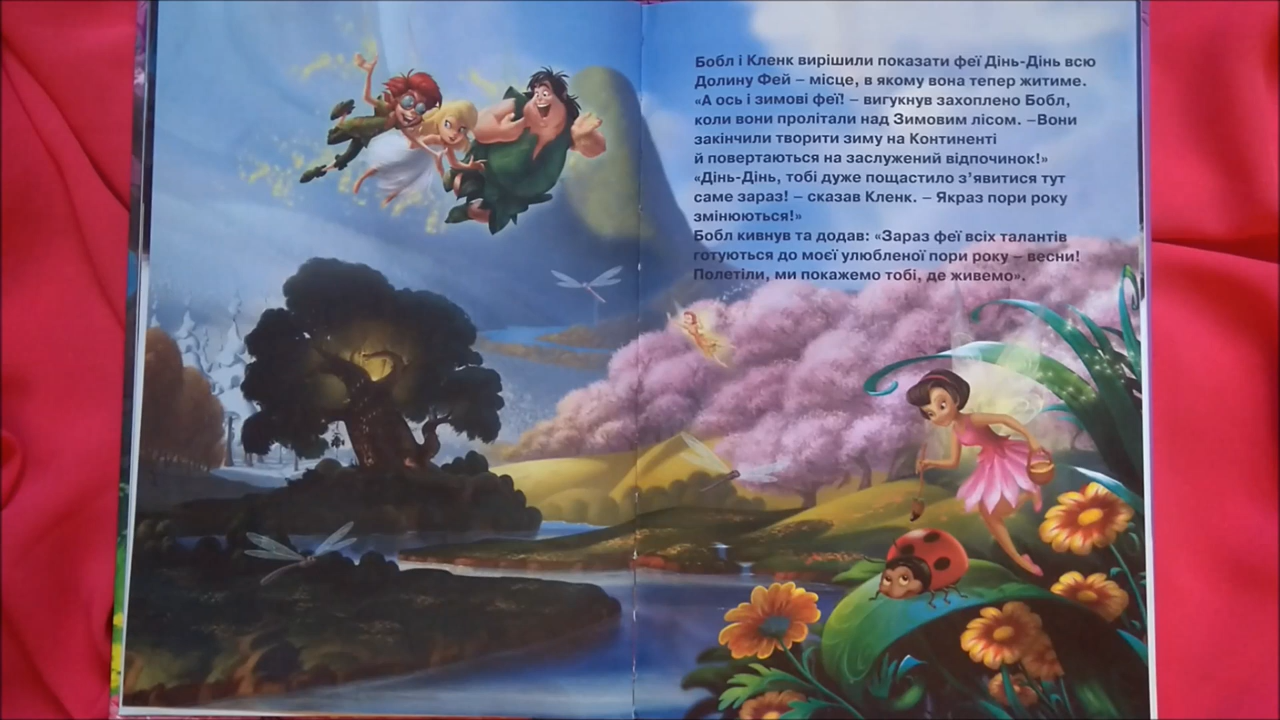 Бобл і Кленк вирішили показати феї Дінь-Дінь всю
Долину Фей – місце, в якому вона тепер житиме.
«А ось і зимові феї! – вигукнув захоплено Бобл,
коли вони пролітали над Зимовим лісом. –Вони
закінчили творити зиму на Континенті
й повертаються на заслужений відпочинок!»
«Дінь-Дінь, тобі дуже пощастило з’явитися тут
саме зараз! – сказав Кленк. – Якраз пори року
змінюються!»
Бобл кивнув та додав: «Зараз феї всіх талантів
готуються до моєї улюбленої пори року – весни!
Полетіли, ми покажемо тобі, де живемо».